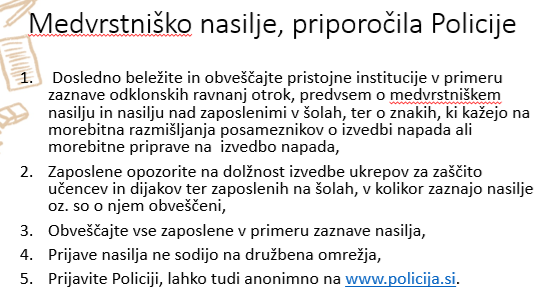 Medvrstniško nasilje, priporočila Policije
1. Dosledno beležite in obveščajte pristojne institucije v primeru
zaznave odklonskih ravnanj otrok, predvsem o medvrstniškem
nasilju in nasilju nad zaposlenimi v šolah, ter o znakih, ki kažejo na
morebitna razmišljanja posameznikov o izvedbi napada ali
morebitne priprave na izvedbo napada,
2. Zaposlene opozorite na dolžnost izvedbe ukrepov za zaščito
učencev in dijakov ter zaposlenih na šolah, v kolikor zaznajo nasilje
oz. so o njem obveščeni,
3. Obveščajte vse zaposlene v primeru zaznave nasilja,
4. Prijave nasilja ne sodijo na družbena omrežja,
5. Prijavite Policiji, lahko tudi anonimno na www.policija.si.